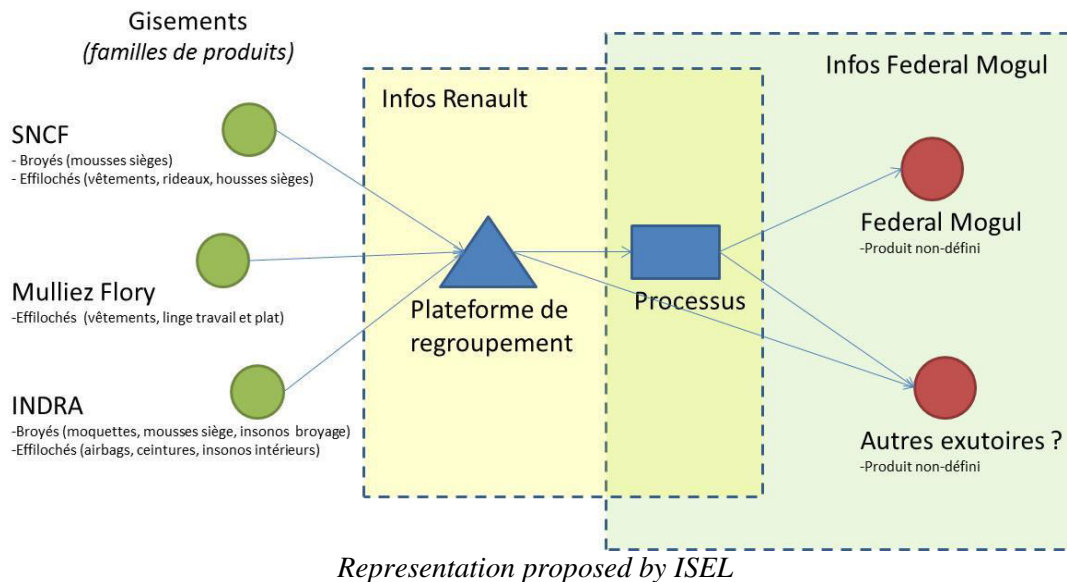 Gisements
(familles de produits)
SNCF
- Broyés (mousses sièges)
- Effilochés (vêtements, rideaux, housses sièges)
Mulliez Flory
-Effilochés (vêtements, linge travail et plat)
INDRA
-Broyés (moquettes, mousses siège, insonos broyage)
-Effilochés (airbags, ceintures, insonos intérieurs)
Infos Renault
Plateforme de
regroupement
Processus
Infos Federal Mogul
Federal Mogul
-Produit non-défini
Autres exutoires ?
-Produit non-défini
Representation proposed by ISEL